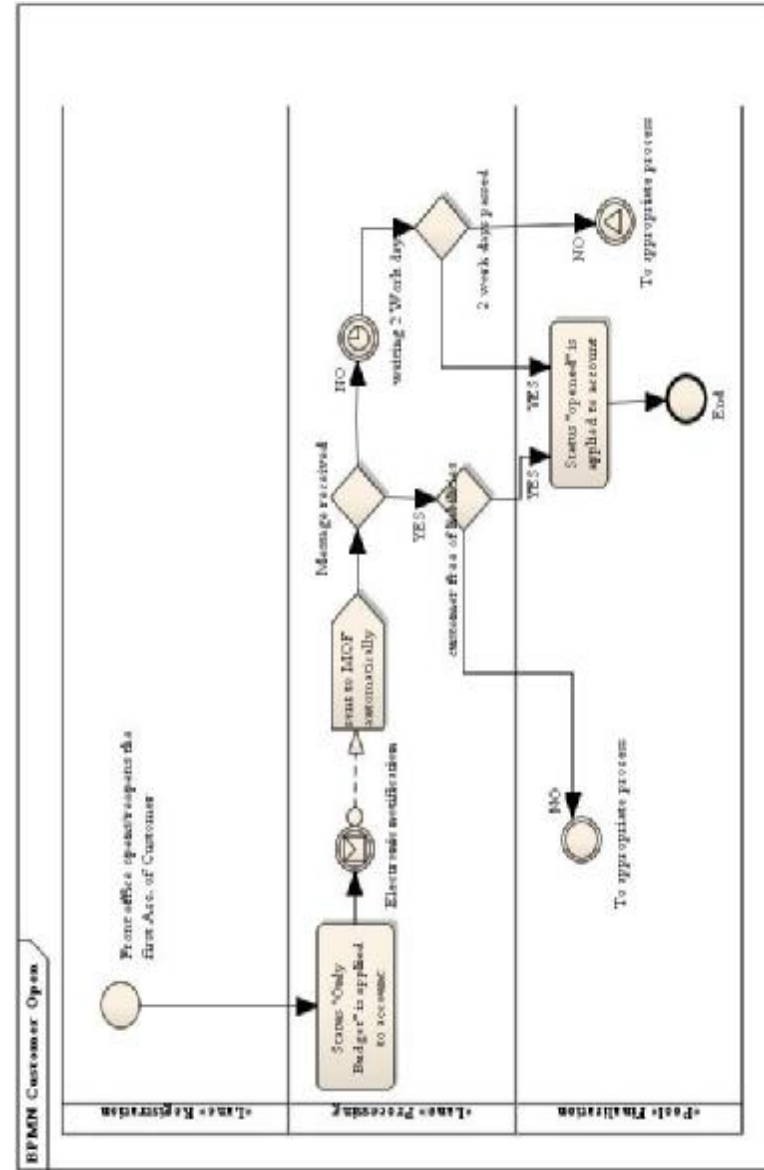 BPMN Customer Open
«Lane» Registration
Front office opens/reopens the
first Acc. of Customer
«Lane» Processing
Status "Only
Budget" is applied
to account
Electronic notification
sent to MOF
automatically
Message received
NO
waiting 2 Work days
YES
customer free of liabilities
2 weak days passed
«Pool» Finalization
NO
To appropriate process
YES
YES
Status "opened" is
applied to account
End
NO
To appropriate process